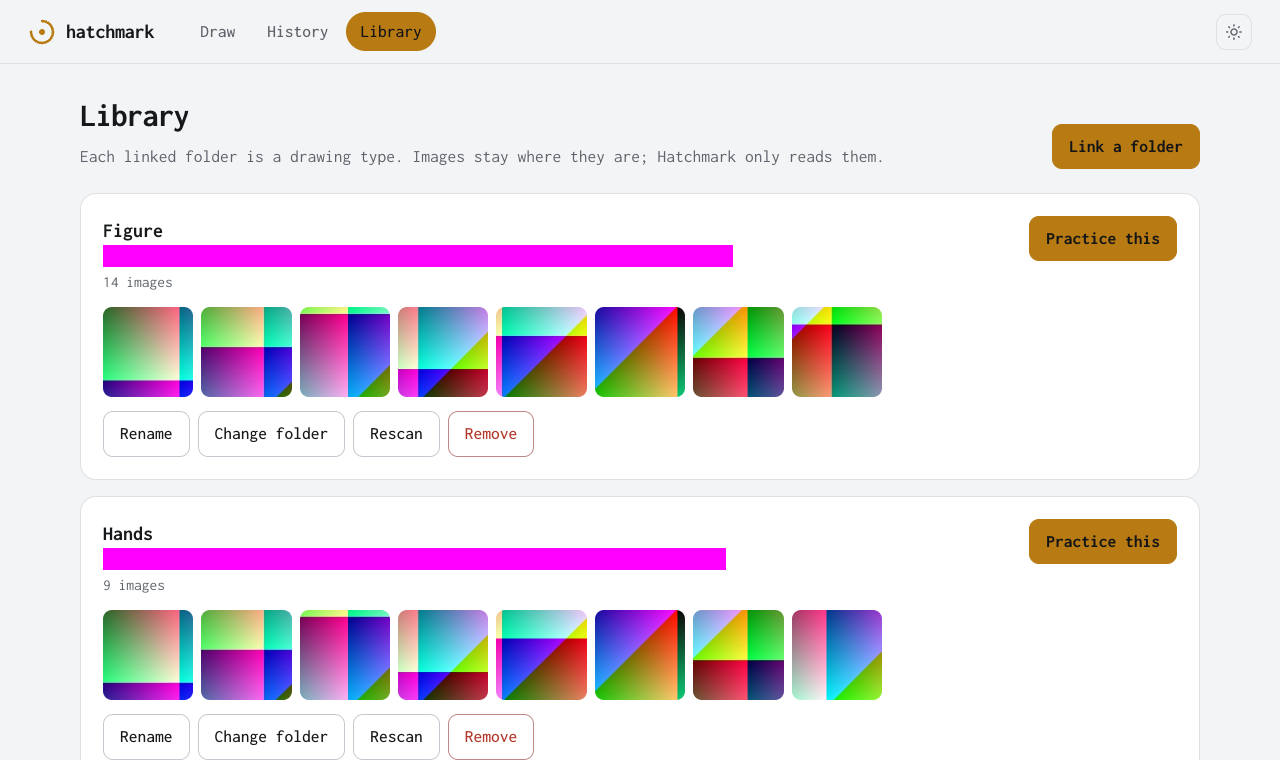 hatchmark Draw History Library
Library
Each linked folder is a drawing type. Images stay where they are; Hatchmark only reads them.
Link a folder
Figure
Practice this
14 images
Rename Change folder Rescan Remove
Hands
Practice this
9 images
Rename Change folder Rescan Remove